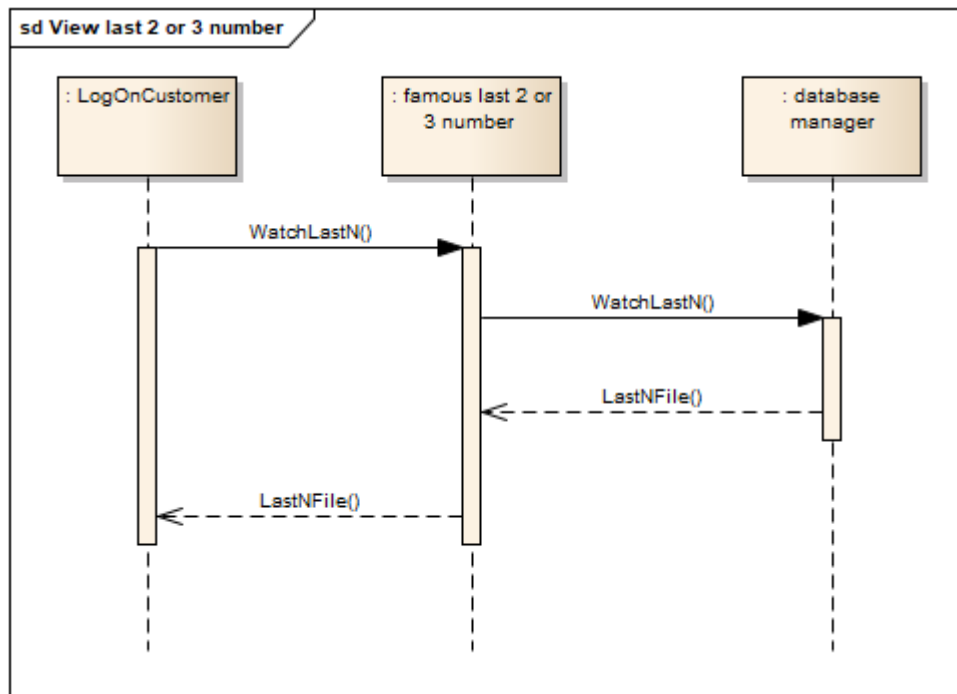 sd View last 2 or 3 number
: LogOnCustomer
: famous last 2 or
3 number
: database
manager
WatchLastN()
WatchLastN()
LastNFile()
LastNFile()